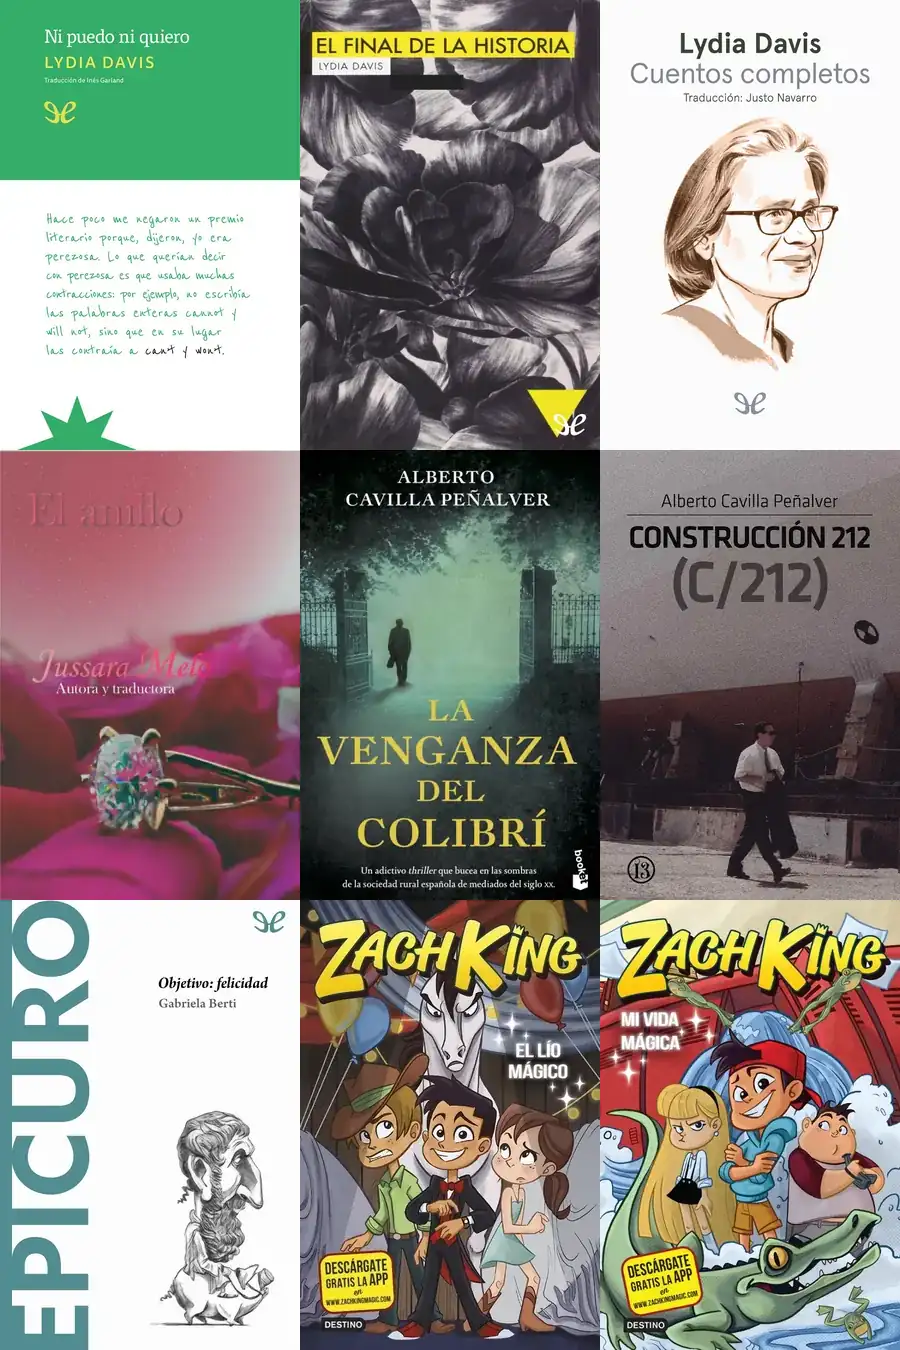 Ni puedo ni quiero
LYDIA DAVIS
Traducción de Inés Garland
Hace poco me negaron un premio
literario porque, dijeron, yo era
perezosa. Lo que querían decir
con perezosa es que usaba muchas
contracciones: por ejemplo, no escribía
las palabras enteras cannot y
will not, sino que en su lugar
las contraía a can't y won't.
EL FINAL DE LA HISTORIA
LYDIA DAVIS
Lydia Davis
Cuentos completos
Traducción: Justo Navarro
El anillo
Jussara Melo
Autora y traductora
ALBERTO
CAVILLA PEÑALVER
LA
VENGANZA
DEL
COLIBRÍ
Un adictivo thriller que bucea en las sombras
de la sociedad rural española de mediados del siglo XX.
booket
Alberto Cavilla Peñalver
CONSTRUCCIÓN 212
(C/212)
13
EPICURO
Objetivo: felicidad
Gabriela Berti
ZACH KING
EL LÍO
MÁGICO
DESCÁRGATE
GRATIS LA APP
en
WWW.ZACHKINGMAGIC.COM
DESTINO
ZACH KING
MI VIDA
MÁGICA
DESCÁRGATE
GRATIS LA APP
en
WWW.ZACHKINGMAGIC.COM
DESTINO